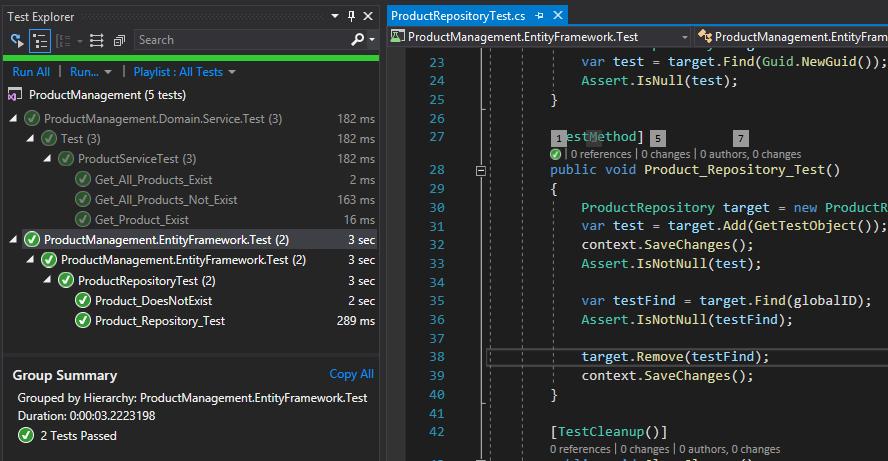 Test Explorer
Search
Run All | Run... | Playlist : All Tests
ProductManagement (5 tests)
ProductManagement.Domain.Service.Test (3) 182 ms
Test (3) 182 ms
ProductServiceTest (3) 182 ms
Get_All_Products_Exist 2 ms
Get_All_Products_Not_Exist 163 ms
Get_Product_Exist 16 ms
ProductManagement.EntityFramework.Test (2) 3 sec
ProductManagement.EntityFramework.Test (2) 3 sec
ProductRepositoryTest (2) 3 sec
Product_DoesNotExist 2 sec
Product_Repository_Test 289 ms
Group Summary Copy All
Grouped by Hierarchy: ProductManagement.EntityFramework.Test
Duration: 0:00:03.2223198
2 Tests Passed
ProductRepositoryTest.cs
ProductManagement.EntityFramework.Test ProductManagement.EntityFram
23 var test = target.Find(Guid.NewGuid());
24 Assert.IsNull(test);
25 }
26
27 estMethod]
1 3 5 7
0 references | 0 changes | 0 authors, 0 changes
28 public void Product_Repository_Test()
29 {
30 ProductRepository target = new ProductR
31 var test = target.Add(GetTestObject());
32 context.SaveChanges();
33 Assert.IsNotNull(test);
34
35 var testFind = target.Find(globalID);
36 Assert.IsNotNull(testFind);
37
38 target.Remove(testFind);
39 context.SaveChanges();
40 }
41
42 [TestCleanup()]
0 references | 0 changes | 0 authors, 0 changes